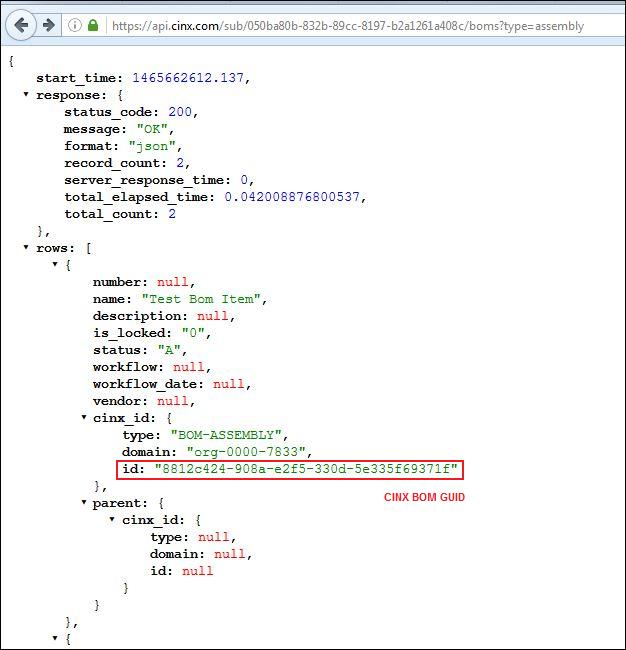 https://api.cinx.com/sub/050ba80b-832b-89cc-8197-b2a1261a408c/boms?type=assembly
{
start_time: 1465662612.137,
response: {
status_code: 200,
message: "OK",
format: "json",
record_count: 2,
server_response_time: 0,
total_elapsed_time: 0.042008876800537,
total_count: 2
},
rows: [
{
number: null,
name: "Test Bom Item",
description: null,
is_locked: "0",
status: "A",
workflow: null,
workflow_date: null,
vendor: null,
cinx_id: {
type: "BOM-ASSEMBLY",
domain: "org-0000-7833",
id: "8812c424-908a-e2f5-330d-5e335f69371f"
},
CINX BOM GUID
parent: {
cinx_id: {
type: null,
domain: null,
id: null
}
}
},
{